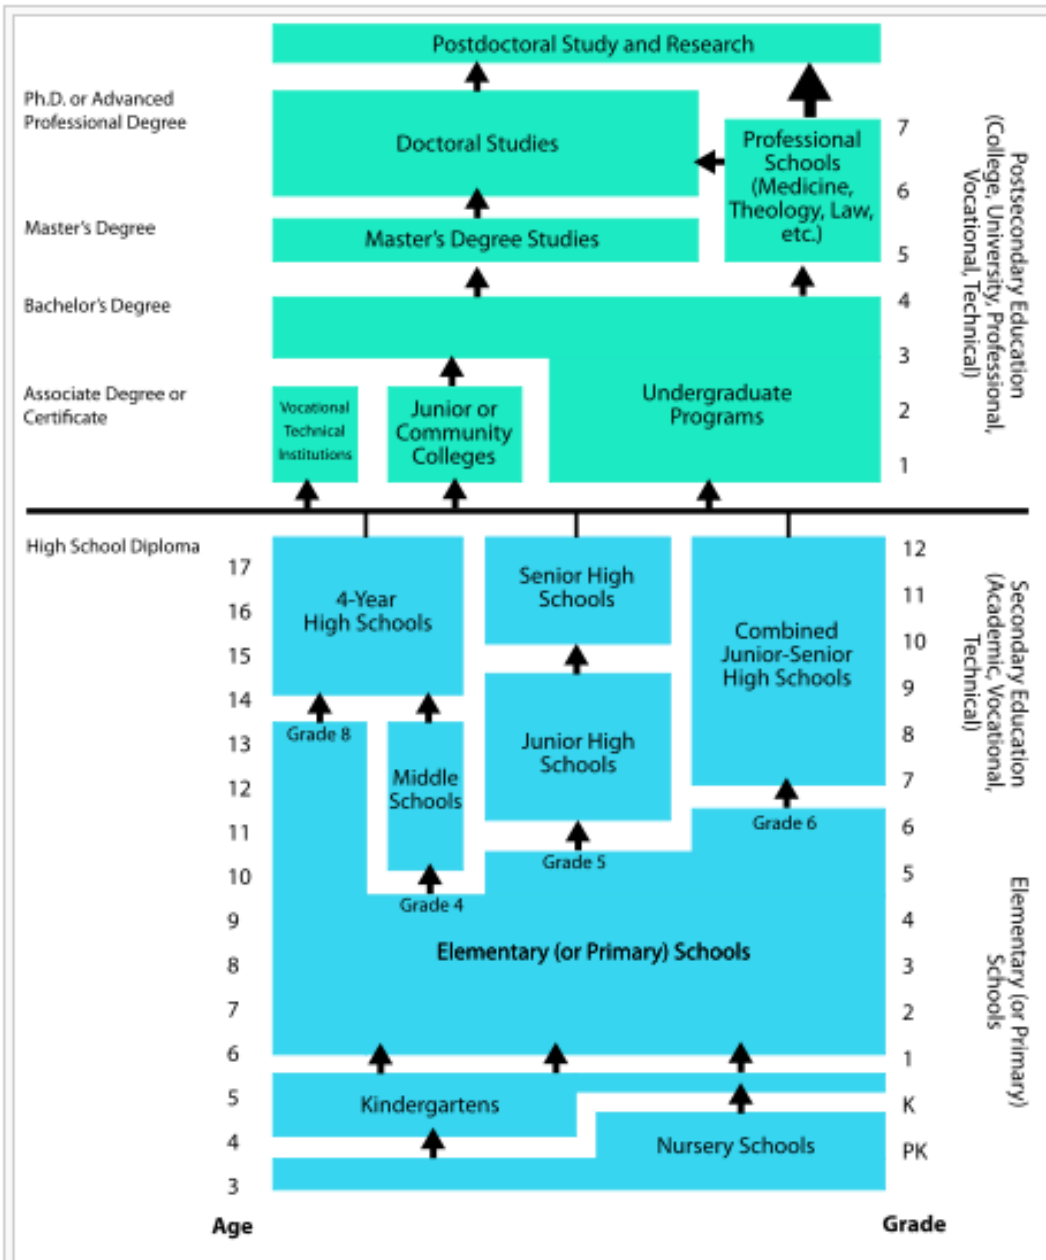 Postdoctoral Study and Research
Ph.D. or Advanced
Professional Degree
Doctoral Studies
Professional
Schools
(Medicine,
Theology, Law,
etc.)
7
6
5
Master's Degree
Master's Degree Studies
Bachelor's Degree
4
3
Associate Degree or
Certificate
Vocational
Technical
Institutions
Junior or
Community
Colleges
Undergraduate
Programs
2
1
Postsecondary Education
(College, University, Professional,
Vocational, Technical)
High School Diploma
17
16
15
14
13
12
11
10
9
8
7
6
5
4
3
Age
4-Year
High Schools
Senior High
Schools
Combined
Junior-Senior
High Schools
Grade 8
Middle
Schools
Junior High
Schools
Grade 6
Grade 5
Grade 4
Elementary (or Primary) Schools
Kindergartens
Nursery Schools
12
11
10
9
8
7
6
5
4
3
2
1
K
PK
Grade
Secondary Education
(Academic, Vocational,
Technical)
Elementary (or Primary)
Schools